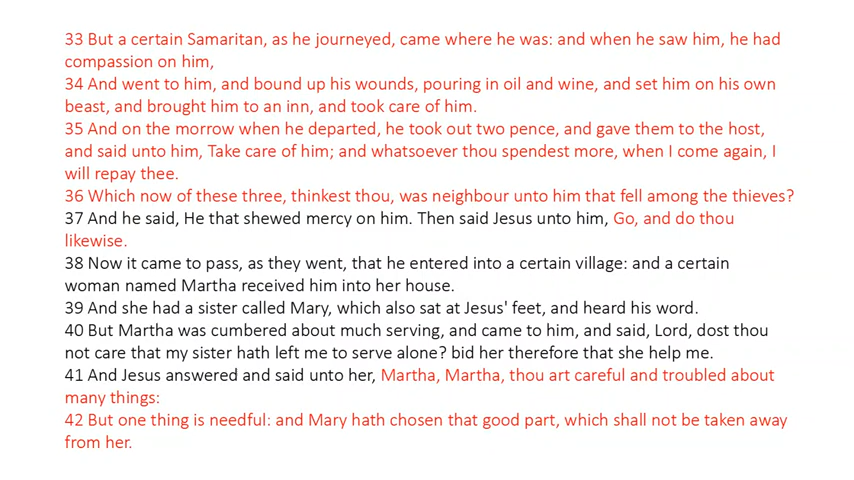 33 But a certain Samaritan, as he journeyed, came where he was: and when he saw him, he had
compassion on him,
34 And went to him, and bound up his wounds, pouring in oil and wine, and set him on his own
beast, and brought him to an inn, and took care of him.
35 And on the morrow when he departed, he took out two pence, and gave them to the host,
and said unto him, Take care of him; and whatsoever thou spendest more, when I come again, I
will repay thee.
36 Which now of these three, thinkest thou, was neighbour unto him that fell among the thieves?
37 And he said, He that shewed mercy on him. Then said Jesus unto him, Go, and do thou
likewise.
38 Now it came to pass, as they went, that he entered into a certain village: and a certain
woman named Martha received him into her house.
39 And she had a sister called Mary, which also sat at Jesus' feet, and heard his word.
40 But Martha was cumbered about much serving, and came to him, and said, Lord, dost thou
not care that my sister hath left me to serve alone? bid her therefore that she help me.
41 And Jesus answered and said unto her, Martha, Martha, thou art careful and troubled about
many things:
42 But one thing is needful: and Mary hath chosen that good part, which shall not be taken away
from her.